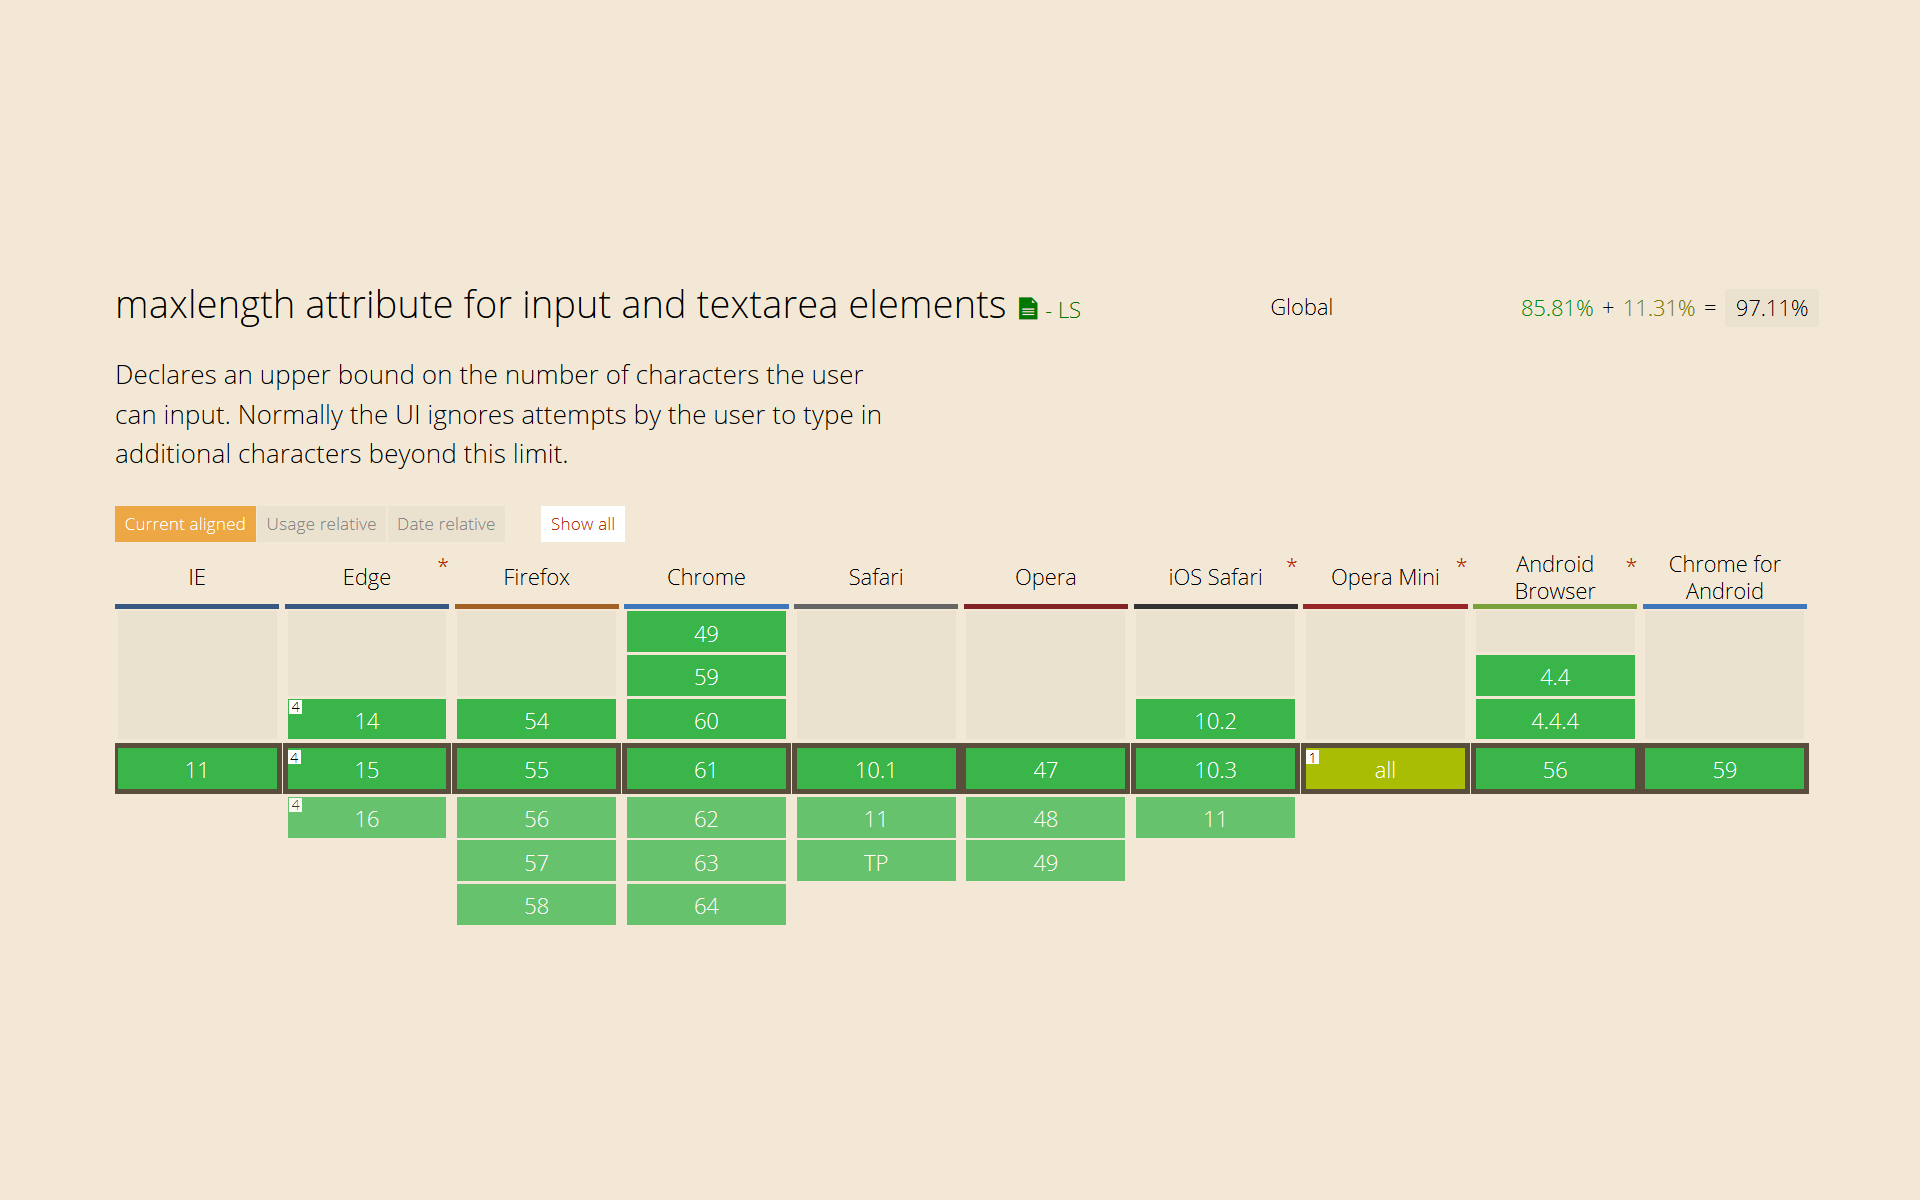 maxlength attribute for input and textarea elements - LS
Global
85.81% + 11.31% = 97.11%
Declares an upper bound on the number of characters the user
can input. Normally the UI ignores attempts by the user to type in
additional characters beyond this limit.
Current aligned Usage relative Date relative Show all
IE Edge * Firefox Chrome Safari Opera iOS Safari * Opera Mini * Android Browser * Chrome for Android
49
59 4.4
4 14 54 60 10.2 4.4.4
11 4 15 55 61 10.1 47 10.3 1 all 56 59
4 16 56 62 11 48 11
57 63 TP 49
58 64